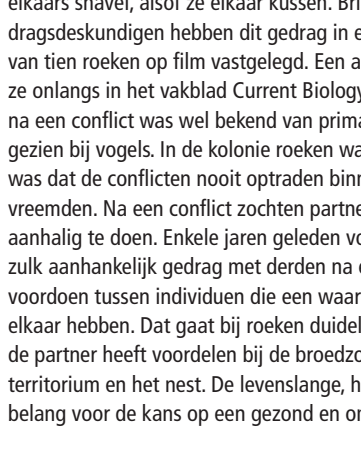 elkaars snavel, alsof ze elkaar kussen. Bri
dragsdeskundigen hebben dit gedrag in e
van tien roeken op film vastgelegd. Een a
ze onlangs in het vakblad Current Biology
na een conflict was wel bekend van prima
gezien bij vogels. In de kolonie roeken wa
was dat de conflicten nooit optraden binn
vreemden. Na een conflict zochten partne
aanhalig te doen. Enkele jaren geleden vo
zulk aanhankelijk gedrag met derden na e
voordoen tussen individuen die een waar
elkaar hebben. Dat gaat bij roeken duidel
de partner heeft voordelen bij de broedzo
territorium en het nest. De levenslange, h
belang voor de kans op een gezond en on